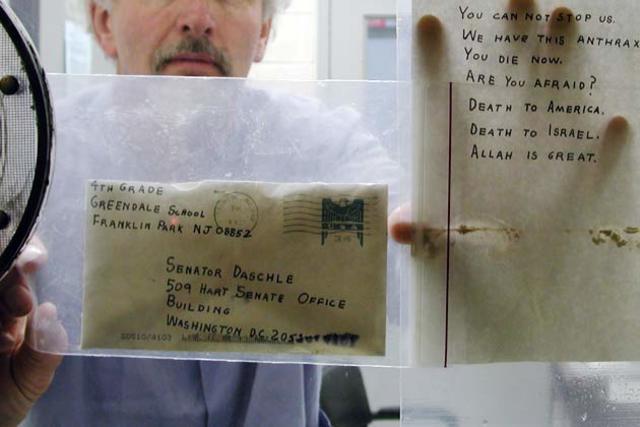 4TH GRADE
GREENDALE SCHOOL
FRANKLIN PARK NJ 08852
USA
SENATOR DASCHLE
509 HART SENATE OFFICE
BUILDING
WASHINGTON D.C. 205
YOU CAN NOT STOP US.
WE HAVE THIS ANTHRAX
YOU DIE NOW.
ARE YOU AFRAID?
DEATH TO AMERICA.
DEATH TO ISRAEL.
ALLAH IS GREAT.